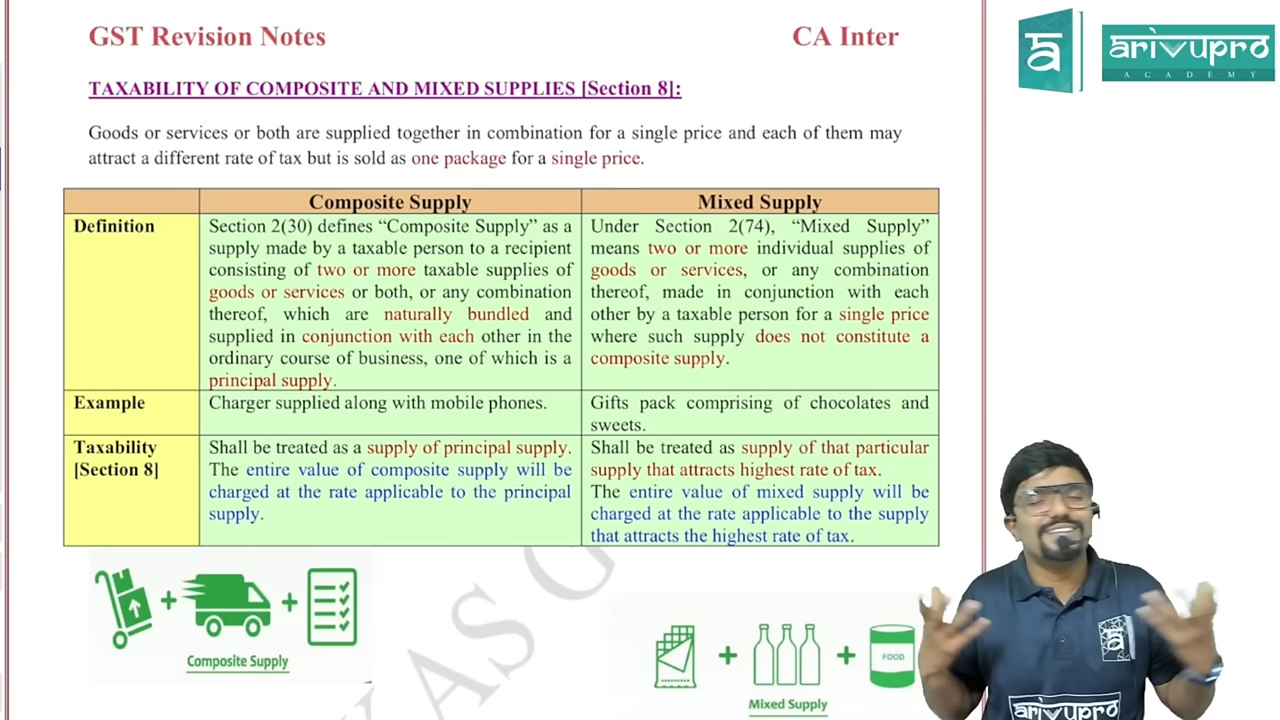 GST Revision Notes
CA Inter
arivupro
ACADEMY
TAXABILITY OF COMPOSITE AND MIXED SUPPLIES [Section 8]:
Goods or services or both are supplied together in combination for a single price and each of them may
attract a different rate of tax but is sold as one package for a single price.
Composite Supply
Mixed Supply
Definition
Section 2(30) defines “Composite Supply” as a
supply made by a taxable person to a recipient
consisting of two or more taxable supplies of
goods or services or both, or any combination
thereof, which are naturally bundled and
supplied in conjunction with each other in the
ordinary course of business, one of which is a
principal supply.
Under Section 2(74), “Mixed Supply”
means two or more individual supplies of
goods or services, or any combination
thereof, made in conjunction with each
other by a taxable person for a single price
where such supply does not constitute a
composite supply.
Example
Charger supplied along with mobile phones.
Gifts pack comprising of chocolates and
sweets.
Taxability
[Section 8]
Shall be treated as a supply of principal supply.
The entire value of composite supply will be
charged at the rate applicable to the principal
supply.
Shall be treated as supply of that particular
supply that attracts highest rate of tax.
The entire value of mixed supply will be
charged at the rate applicable to the supply
that attracts the highest rate of tax.
+
+
Composite Supply
+
+
FOOD
Mixed Supply
KAS G
arivupro